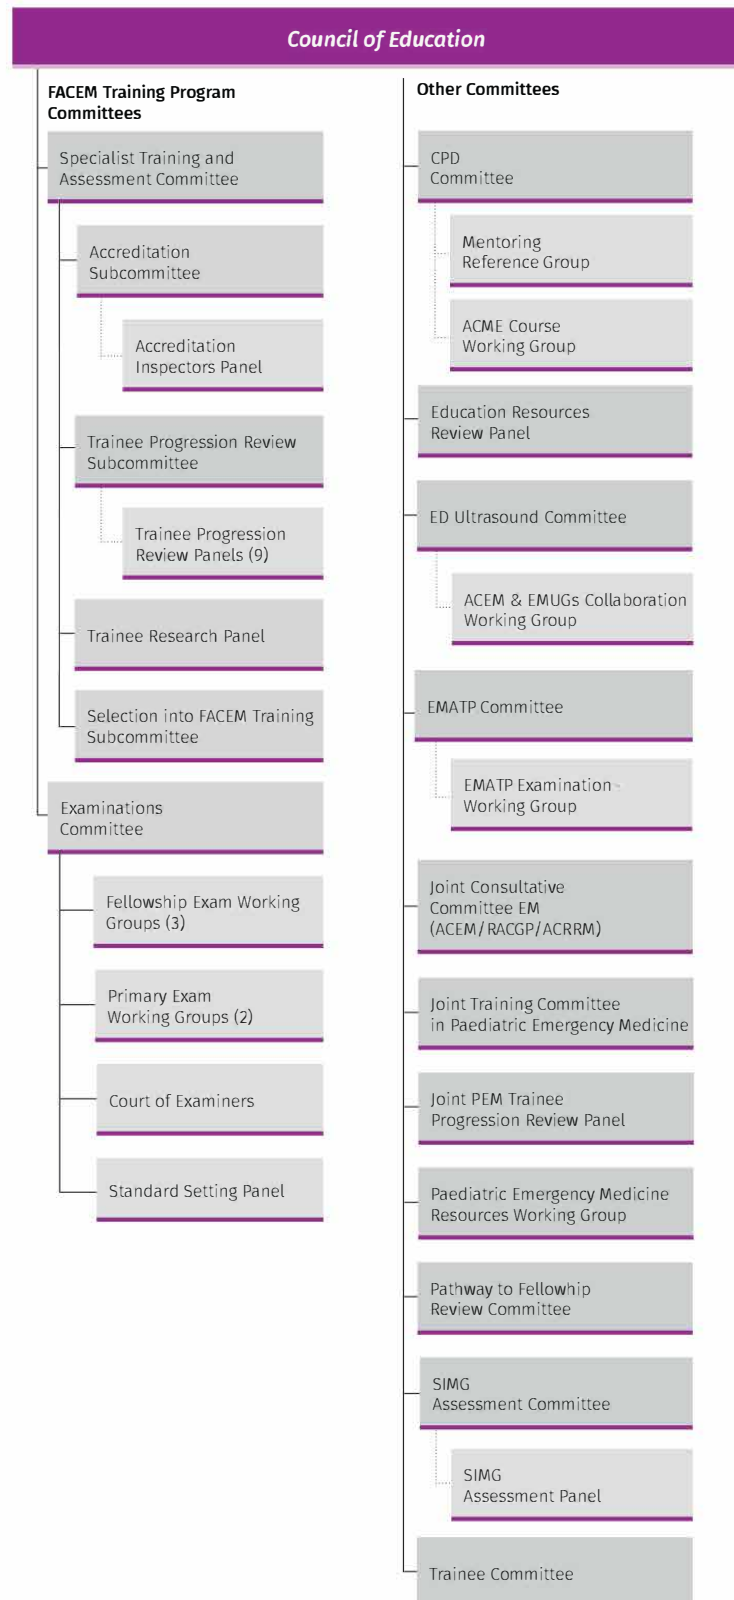 Council of Education
FACEM Training Program
Committees
Specialist Training and
Assessment Committee
Accreditation
Subcommittee
Accreditation
Inspectors Panel
Trainee Progression Review
Subcommittee
Trainee Progression
Review Panels (9)
Trainee Research Panel
Selection into FACEM Training
Subcommittee
Examinations
Committee
Fellowship Exam Working
Groups (3)
Primary Exam
Working Groups (2)
Court of Examiners
Standard Setting Panel
Other Committees
CPD
Committee
Mentoring
Reference Group
ACME Course
Working Group
Education Resources
Review Panel
ED Ultrasound Committee
ACEM & EMUGs Collaboration
Working Group
EMATP Committee
EMATP Examination -
Working Group
Joint Consultative
Committee EM
(ACEM/RACGP/ACRRM)
Joint Training Committee
in Paediatric Emergency Medicine
Joint PEM Trainee
Progression Review Panel
Paediatric Emergency Medicine
Resources Working Group
Pathway to Fellowhip
Review Committee
SIMG
Assessment Committee
SIMG
Assessment Panel
Trainee Committee